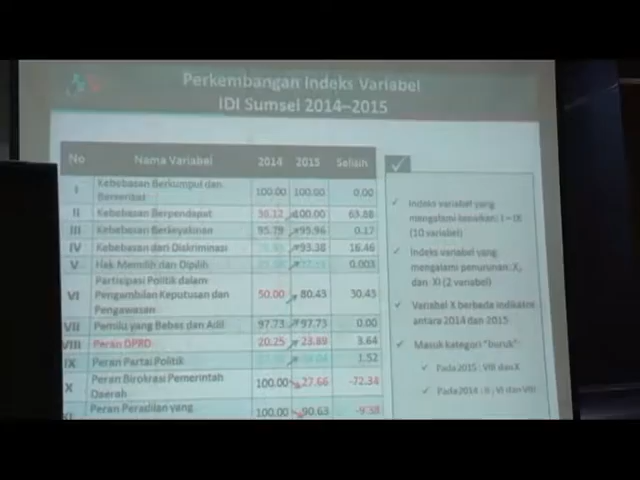 Perkembangan Indeks Variabel
IDI Sumsel 2014–2015
No Nama Variabel 2014 2015 Selisih
I Kebebasan Berkumpul dan Berserikat 100.00 100.00 0.00
II Kebebasan Berpendapat 100.00 63.88
III Kebebasan Berkeyakinan 95.79 95.96 0.17
IV Kebebasan dari Diskriminasi 93.38 16.46
V Hak Memilih dan Dipilih 0.003
VI Partisipasi Politik dalam Pengambilan Keputusan dan Pengawasan 50.00 80.43 30.43
VII Pemilu yang Bebas dan Adil 97.73 97.73 0.00
VIII Peran DPRD 20.25 23.89 3.64
IX Peran Partai Politik 1.52
X Peran Birokrasi Pemerintah Daerah 100.00 27.66 -72.34
XI Peran Peradilan yang 100.00 90.63 -9.38
Indeks variabel yang
mengalami kenaikan: I – IX
(10 variabel)
Indeks variabel yang
mengalami penurunan: X,
dan XI (2 variabel)
Variabel X berbeda indikator
antara 2014 dan 2015
Masuk kategori "buruk":
Pada 2015 : VIII dan X
Pada 2014 : II, VI dan VIII